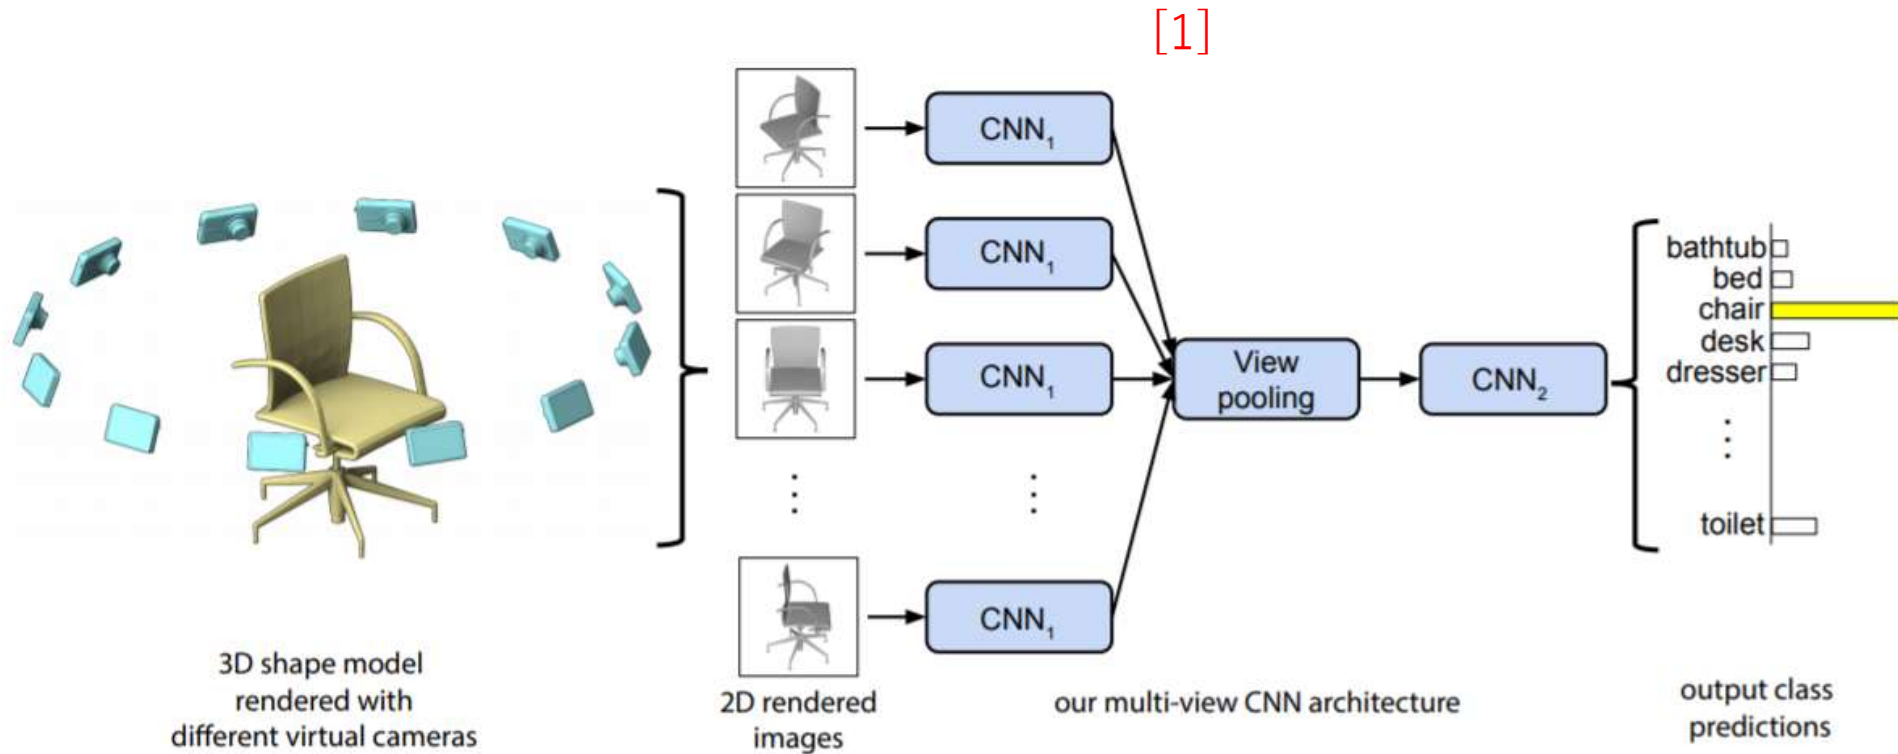 [1]
CNN₁
CNN₁
CNN₁
CNN₁
View
pooling
CNN₂
bathtub
bed
chair
desk
dresser
toilet
3D shape model
rendered with
different virtual cameras
2D rendered
images
our multi-view CNN architecture
output class
predictions